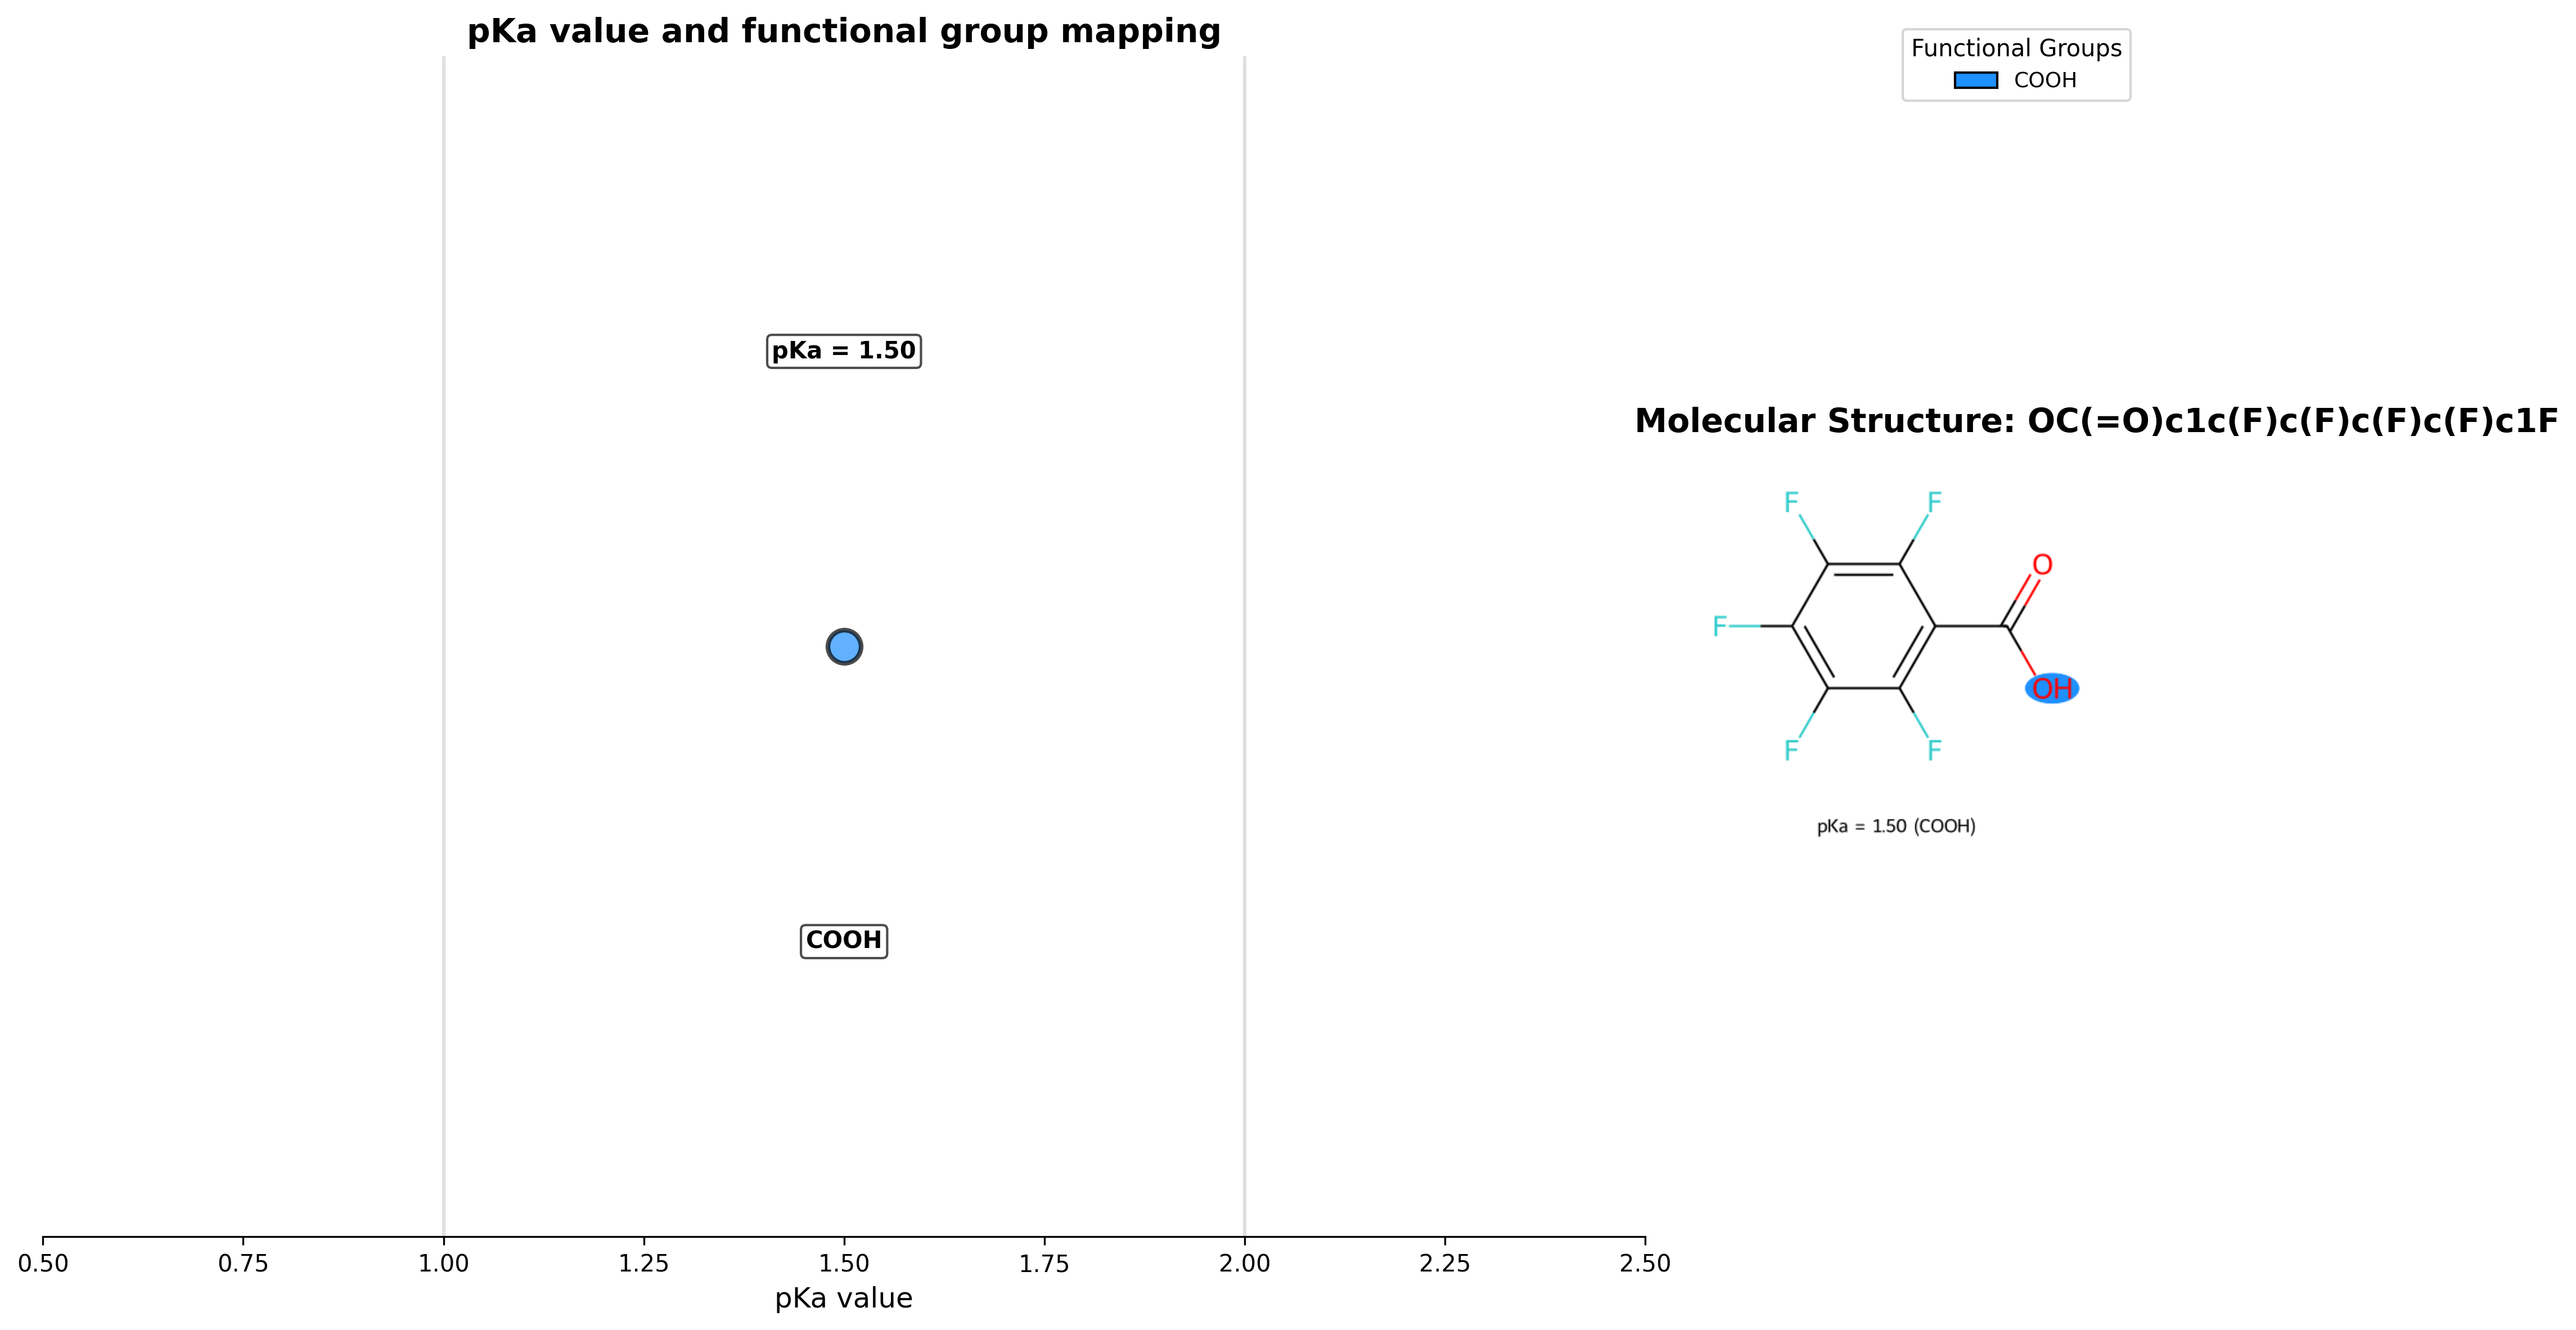 pKa value and functional group mapping
Functional Groups
COOH
pKa = 1.50
COOH
0.50 0.75 1.00 1.25 1.50 1.75 2.00 2.25 2.50
pKa value
Molecular Structure: OC(=O)c1c(F)c(F)c(F)c(F)c1F
F F
O
F
OH
F F
pKa = 1.50 (COOH)